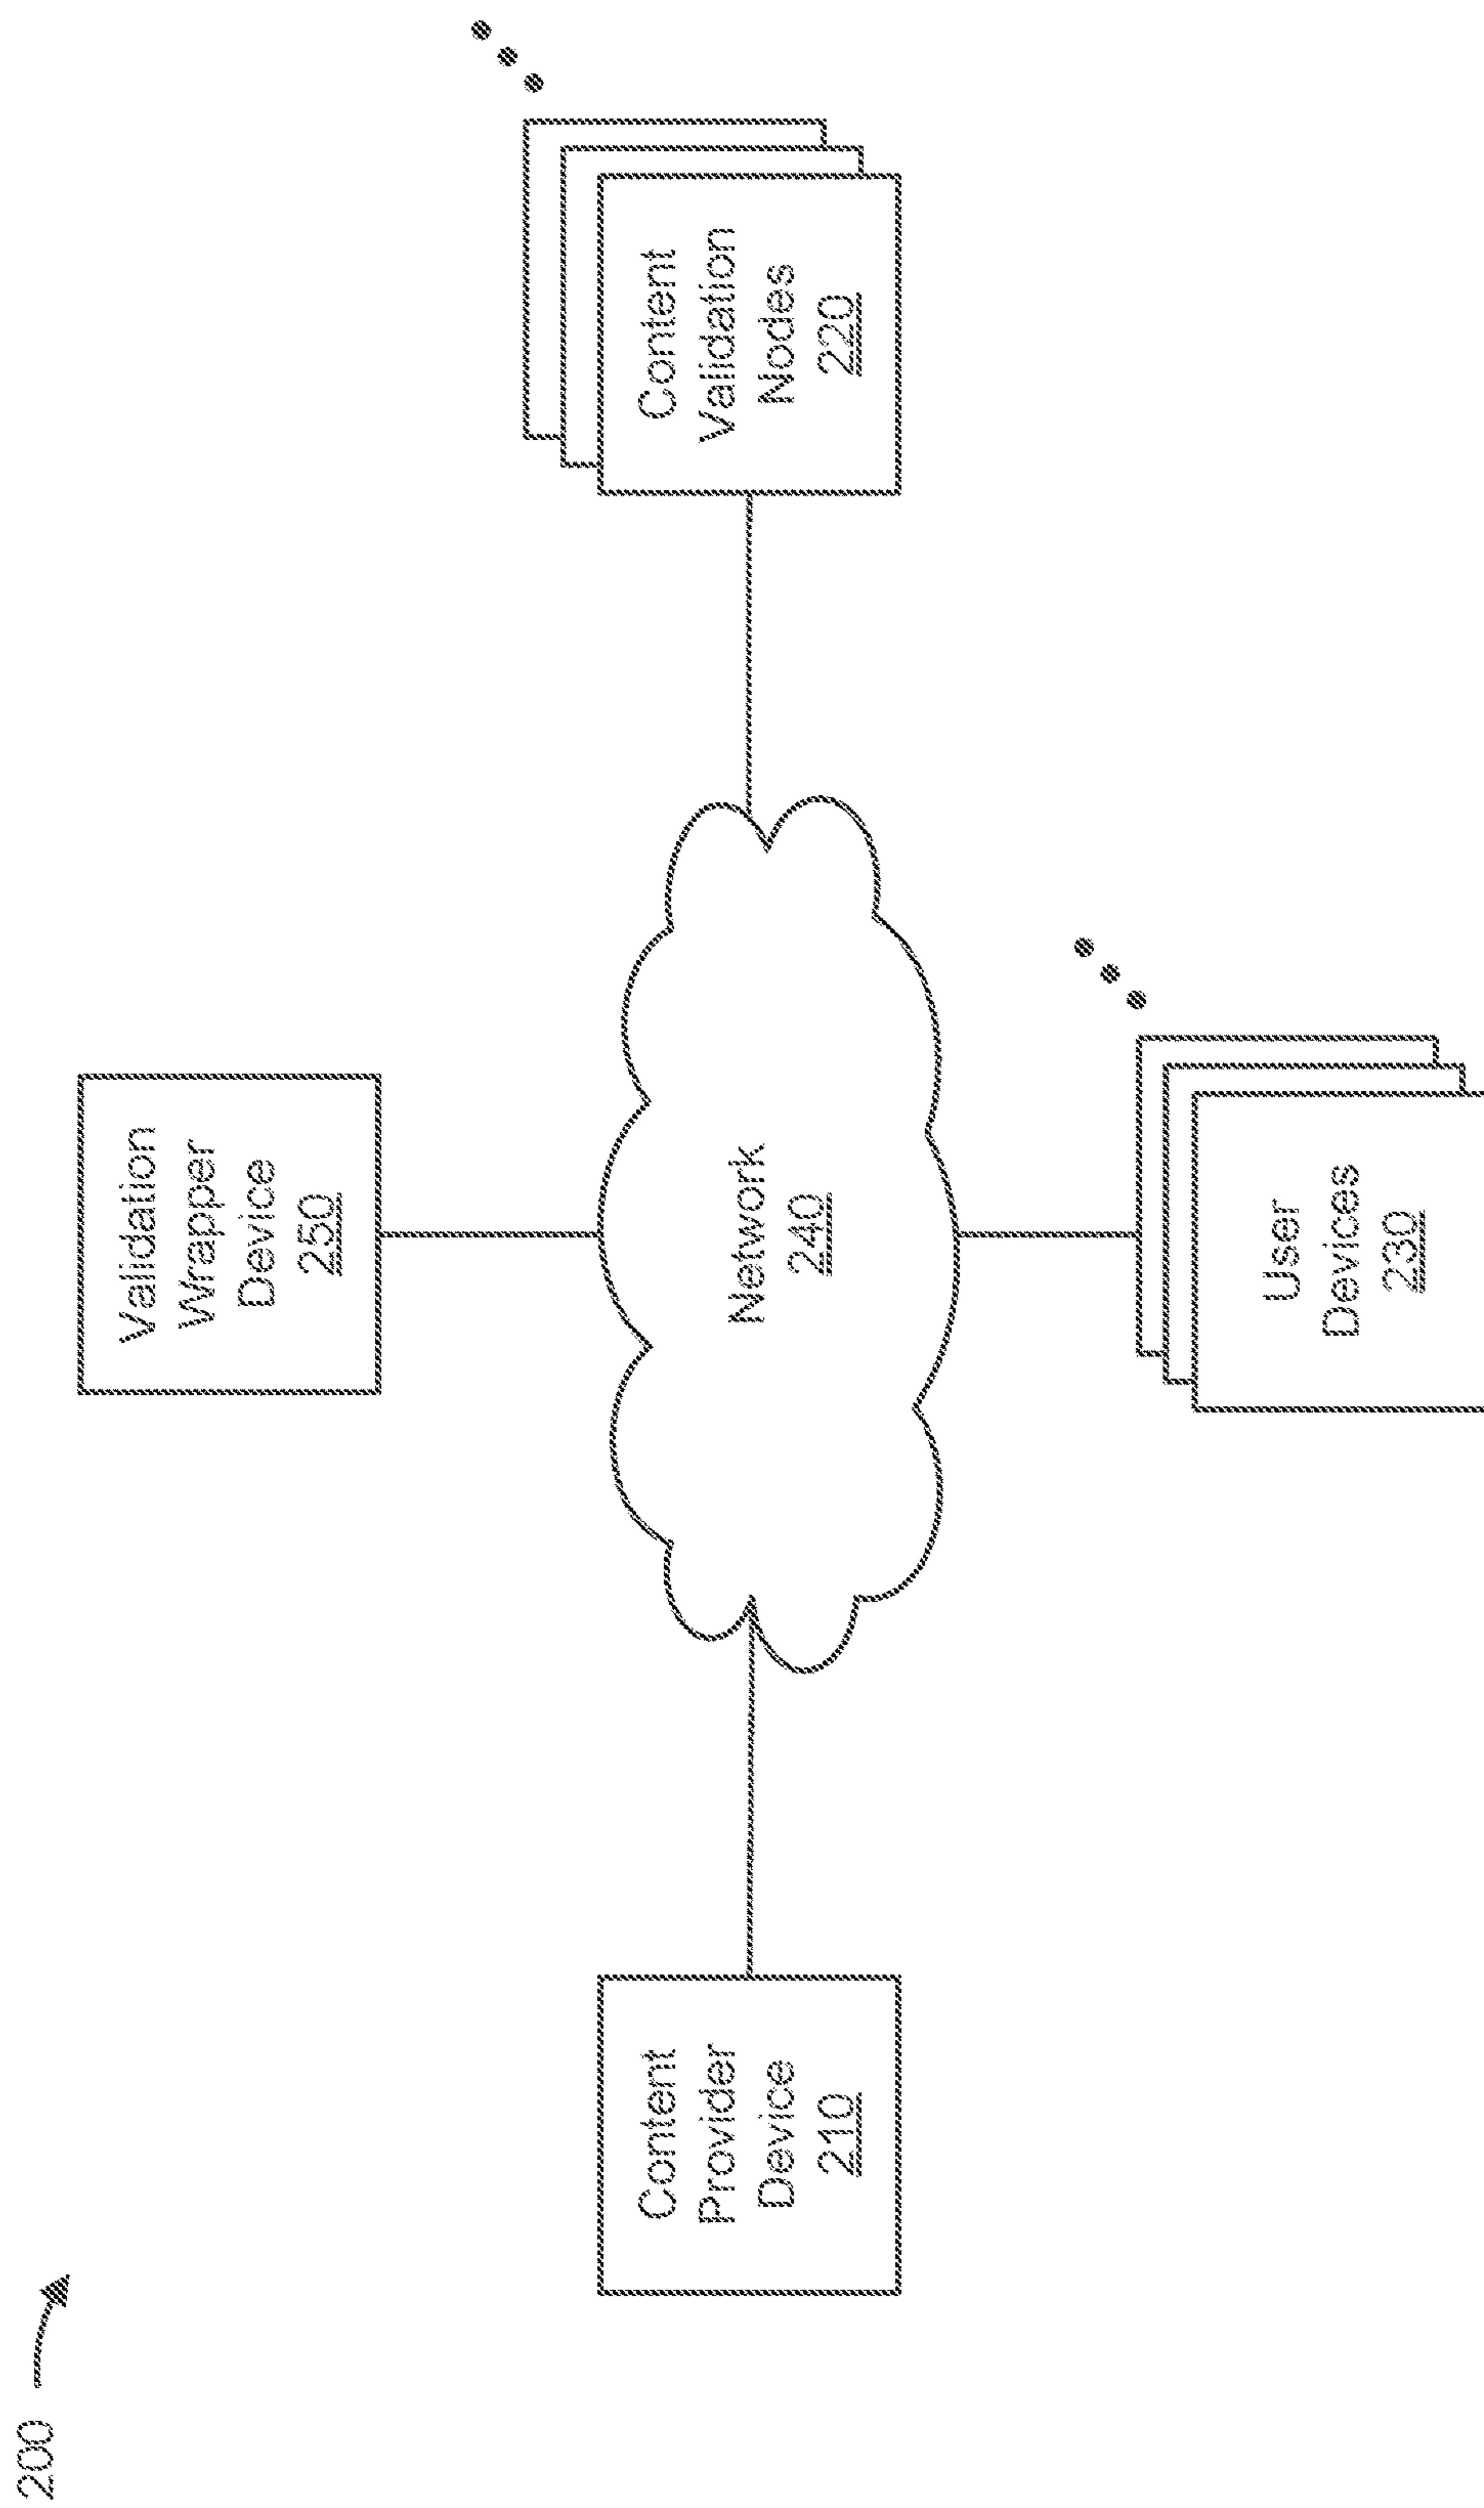 200
Validation
Wrapper
Device
250
Content
Provider
Device
210
Network
240
Content
Validation
Nodes
220
User
Devices
230